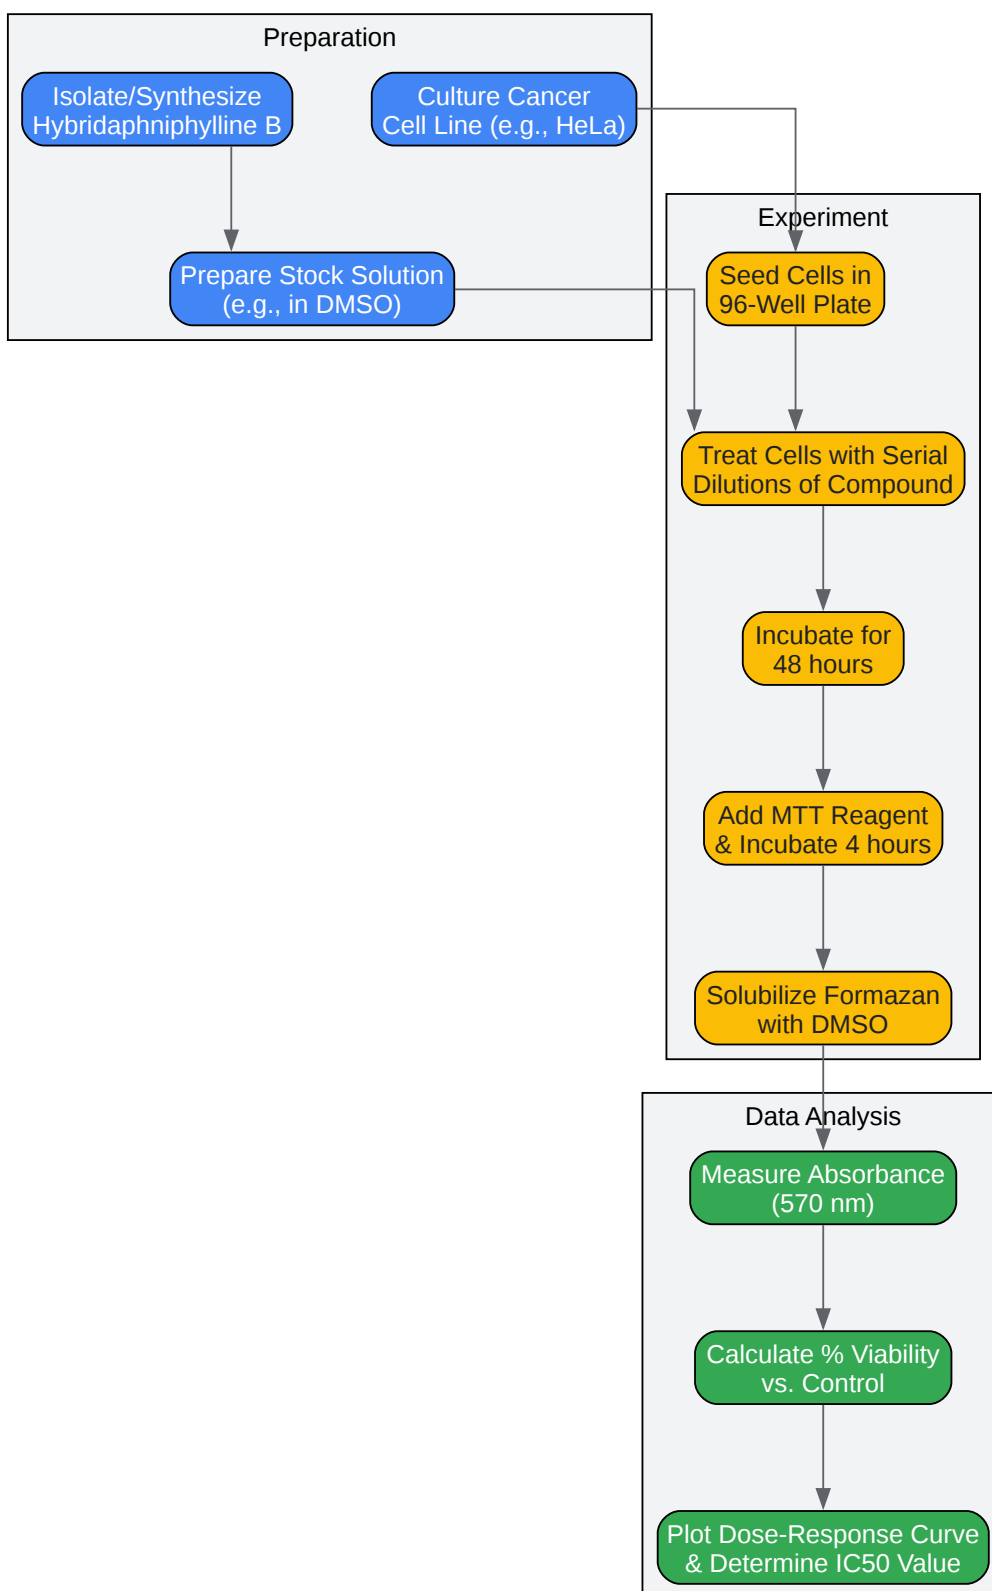 Preparation
Isolate/Synthesize
Hybridaphniphylline B
Culture Cancer
Cell Line (e.g., HeLa)
Prepare Stock Solution
(e.g., in DMSO)
Experiment
Seed Cells in
96-Well Plate
Treat Cells with Serial
Dilutions of Compound
Incubate for
48 hours
Add MTT Reagent
& Incubate 4 hours
Solubilize Formazan
with DMSO
Data Analysis
Measure Absorbance
(570 nm)
Calculate % Viability
vs. Control
Plot Dose-Response Curve
& Determine IC50 Value